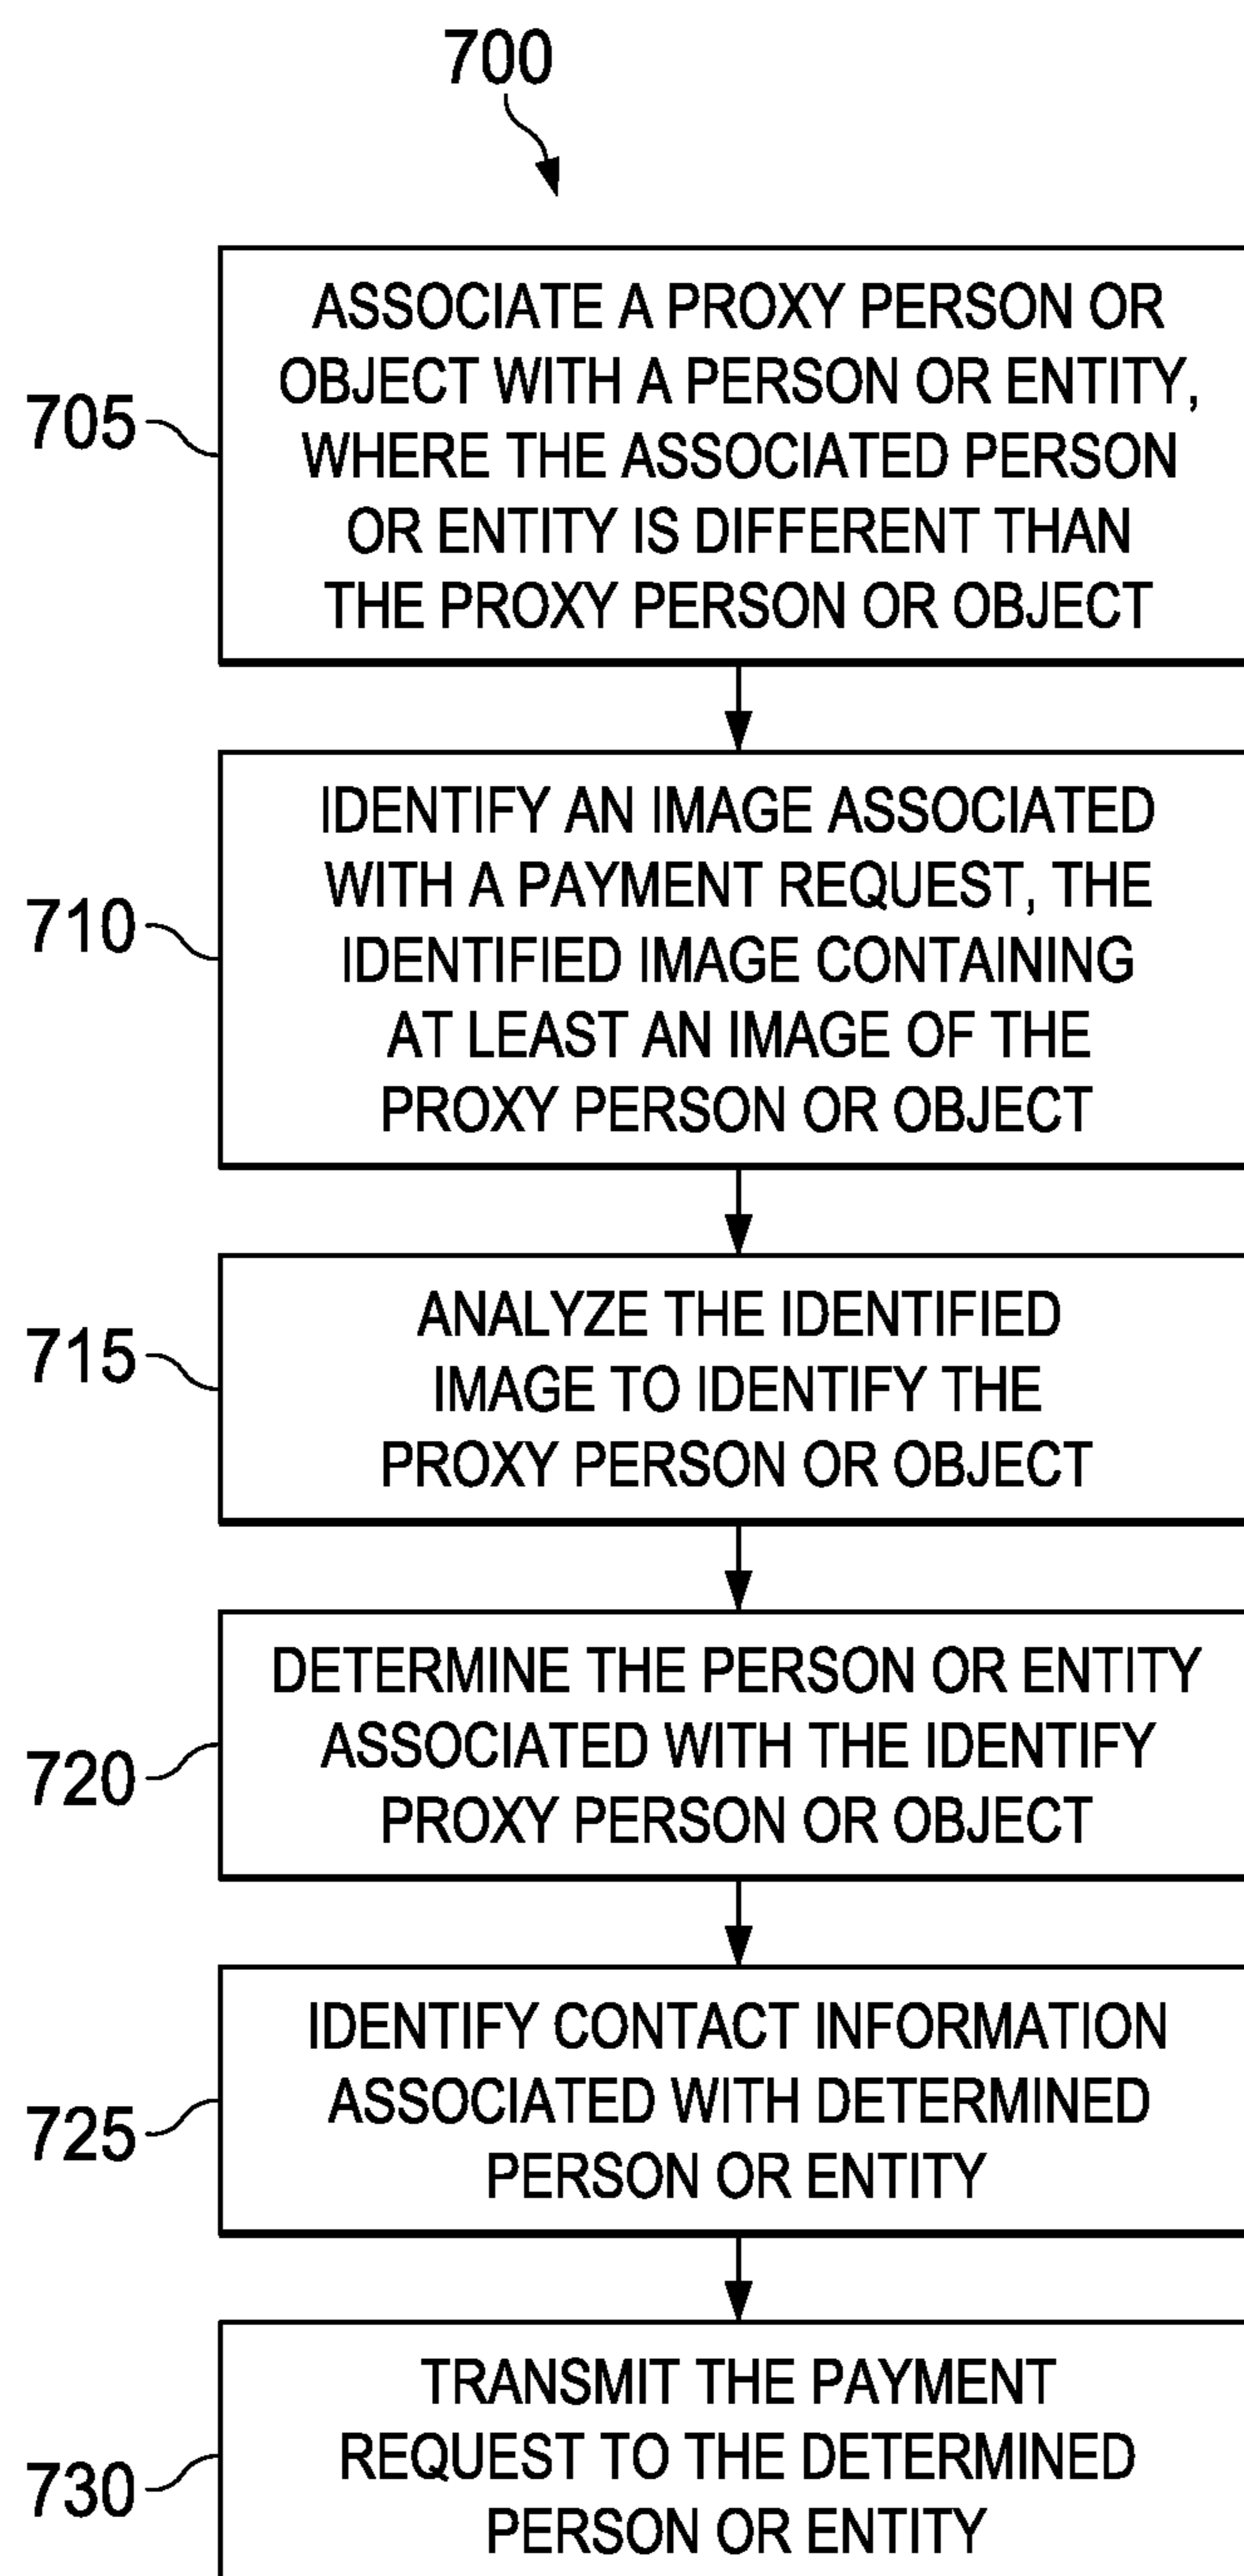 700
705
ASSOCIATE A PROXY PERSON OR
OBJECT WITH A PERSON OR ENTITY,
WHERE THE ASSOCIATED PERSON
OR ENTITY IS DIFFERENT THAN
THE PROXY PERSON OR OBJECT
710
IDENTIFY AN IMAGE ASSOCIATED
WITH A PAYMENT REQUEST, THE
IDENTIFIED IMAGE CONTAINING
AT LEAST AN IMAGE OF THE
PROXY PERSON OR OBJECT
715
ANALYZE THE IDENTIFIED
IMAGE TO IDENTIFY THE
PROXY PERSON OR OBJECT
720
DETERMINE THE PERSON OR ENTITY
ASSOCIATED WITH THE IDENTIFY
PROXY PERSON OR OBJECT
725
IDENTIFY CONTACT INFORMATION
ASSOCIATED WITH DETERMINED
PERSON OR ENTITY
730
TRANSMIT THE PAYMENT
REQUEST TO THE DETERMINED
PERSON OR ENTITY